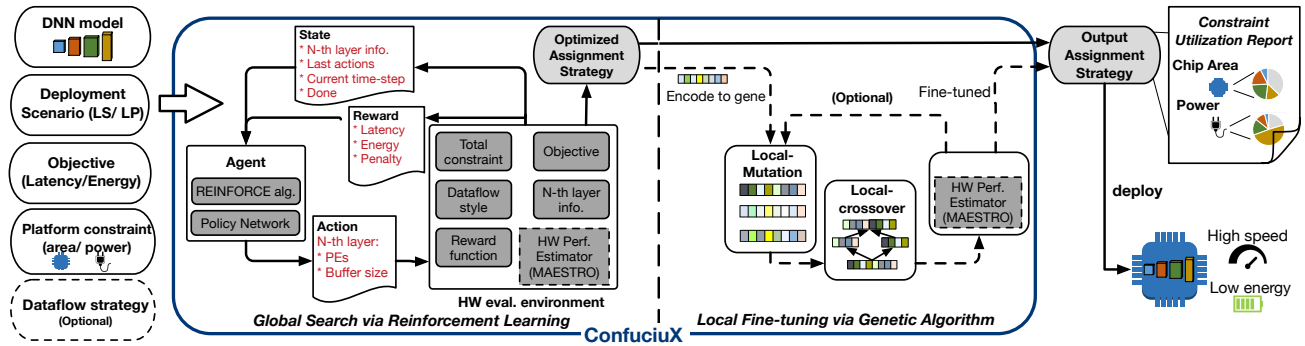 DNN model
Deployment
Scenario (LS/ LP)
Objective
(Latency/Energy)
Platform constraint
(area/ power)
Dataflow strategy
(Optional)
State
* N-th layer info.
* Last actions
* Current time-step
* Done
Reward
* Latency
* Energy
* Penalty
Agent
REINFORCE alg.
Policy Network
Action
N-th layer:
* PEs
* Buffer size
Total
constraint
Objective
Dataflow
style
N-th layer
info.
Reward
function
HW Perf.
Estimator
(MAESTRO)
HW eval. environment
Optimized
Assignment
Strategy
Global Search via Reinforcement Learning
Encode to gene
(Optional)
Fine-tuned
Local-
Mutation
Local-
crossover
HW Perf.
Estimator
(MAESTRO)
Local Fine-tuning via Genetic Algorithm
ConfuciuX
Output
Assignment
Strategy
Constraint
Utilization Report
Chip Area
Power
deploy
High speed
Low energy